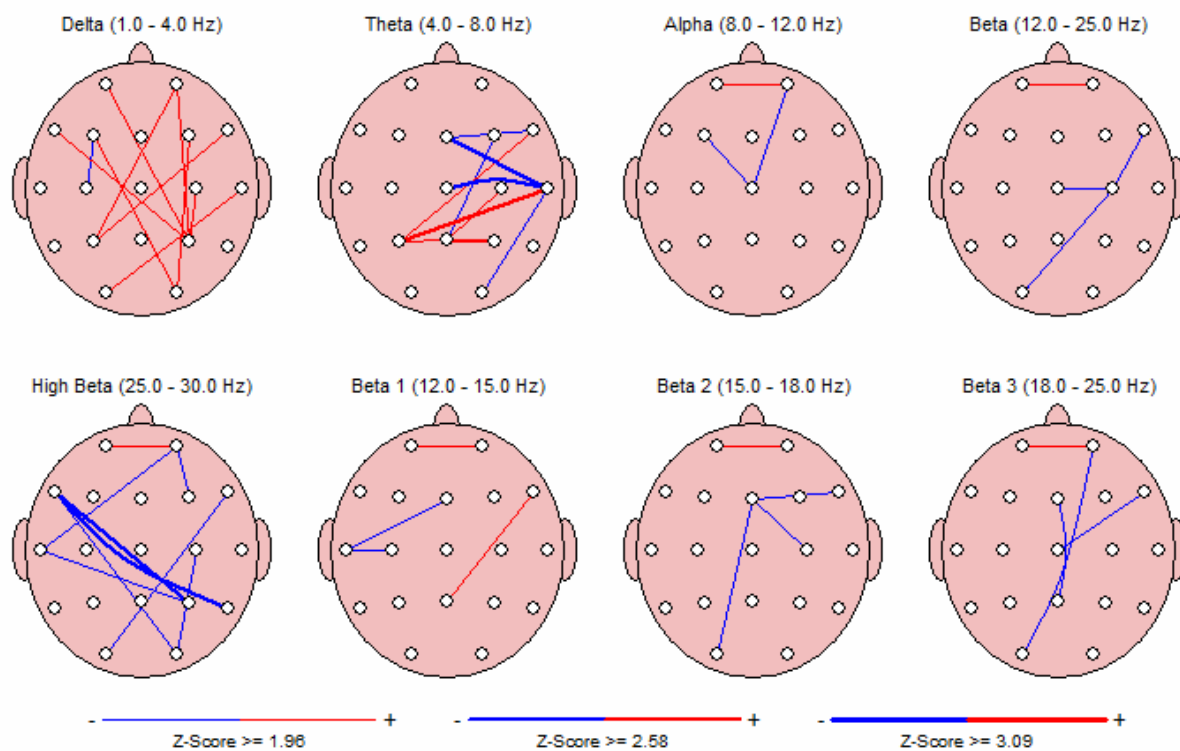 Delta (1.0 - 4.0 Hz)
Theta (4.0 - 8.0 Hz)
Alpha (8.0 - 12.0 Hz)
Beta (12.0 - 25.0 Hz)
High Beta (25.0 - 30.0 Hz)
Beta 1 (12.0 - 15.0 Hz)
Beta 2 (15.0 - 18.0 Hz)
Beta 3 (18.0 - 25.0 Hz)
- +
- +
- +
Z-Score >= 1.96
Z-Score >= 2.58
Z-Score >= 3.09